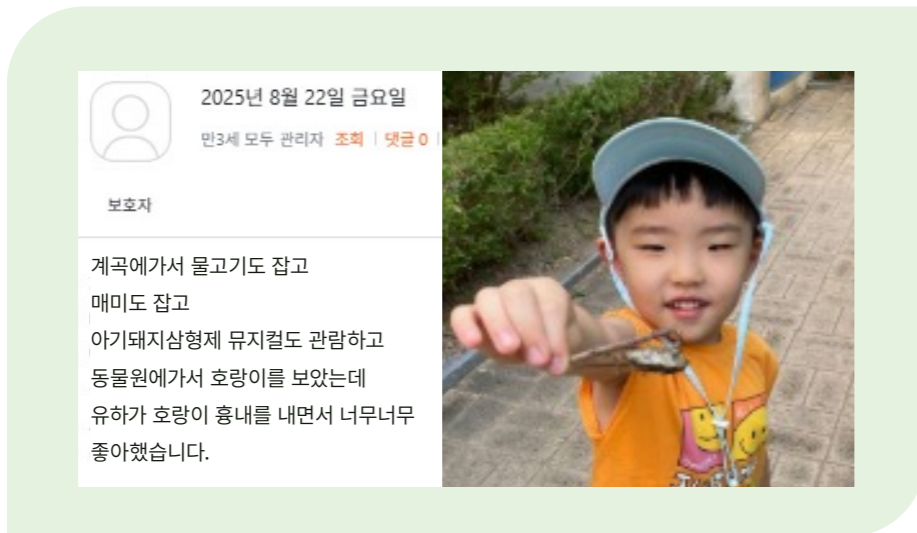 2025년 8월 22일 금요일
만3세 모두 관리자 조회 | 댓글 0 |
보호자
계곡에가서 물고기도 잡고
매미도 잡고
아기돼지삼형제 뮤지컬도 관람하고
동물원에가서 호랑이를 보았는데
유하가 호랑이 흉내를 내면서 너무너무
좋아했습니다.